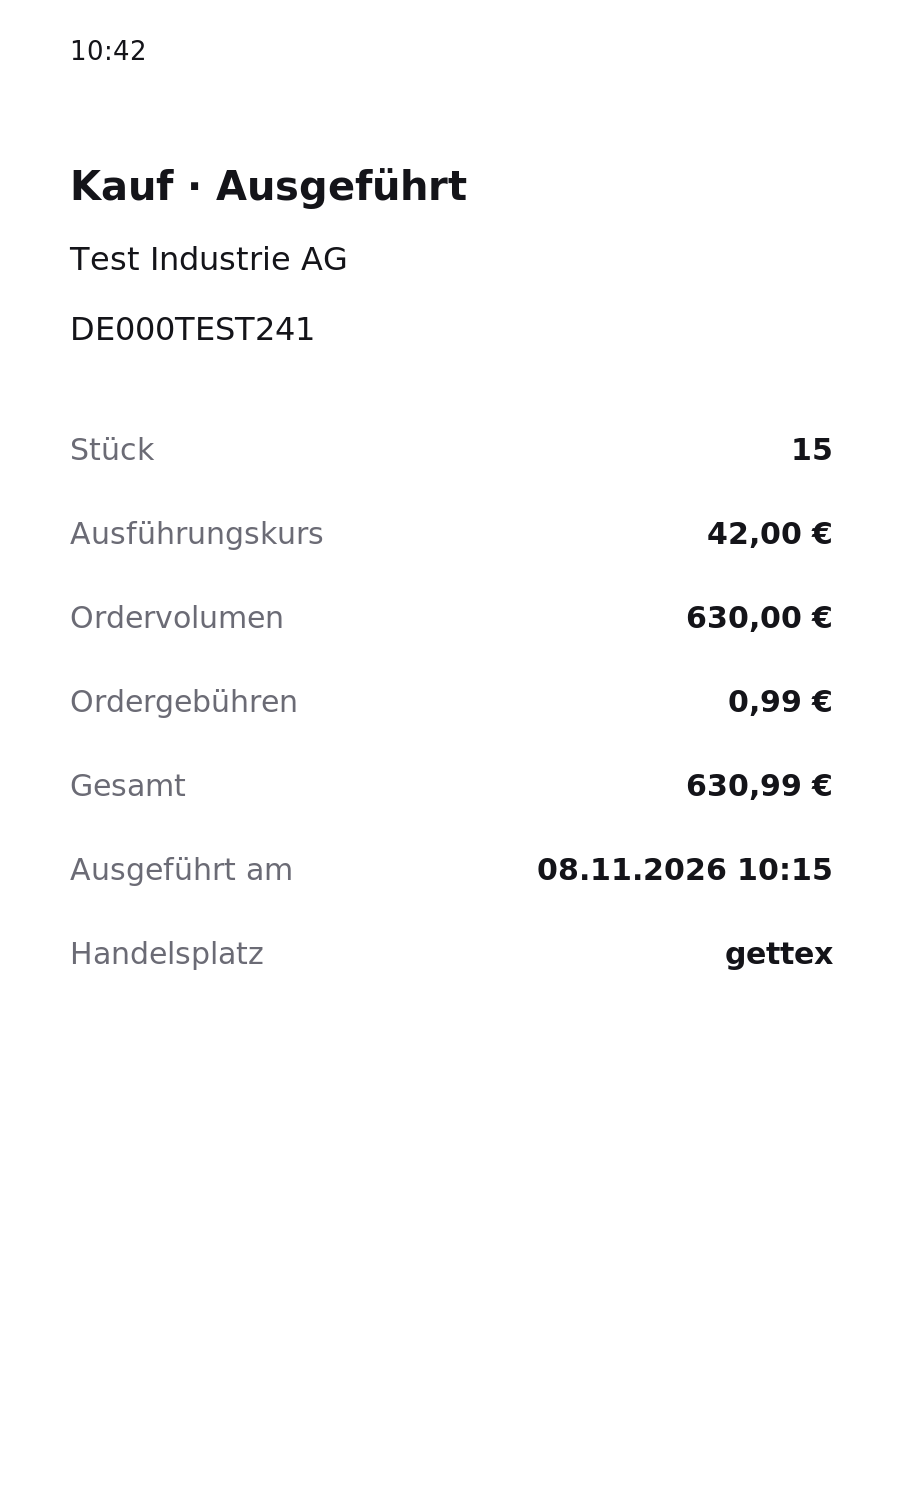 10:42
Kauf · Ausgeführt
Test Industrie AG
DE000TEST241
Stück 15
Ausführungskurs 42,00 €
Ordervolumen 630,00 €
Ordergebühren 0,99 €
Gesamt 630,99 €
Ausgeführt am 08.11.2026 10:15
Handelsplatz gettex